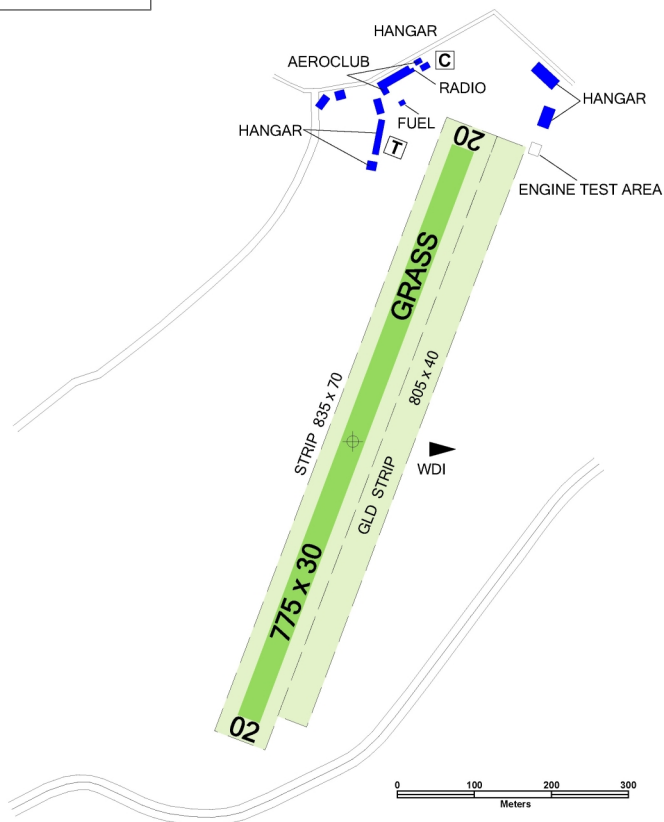 HANGAR
AEROCLUB
C
RADIO
HANGAR
FUEL
HANGAR
T
20
ENGINE TEST AREA
GRASS
STRIP 835 x 70
805 x 40
WDI
GLD STRIP
775 x 30
02
0 100 200 300
Meters